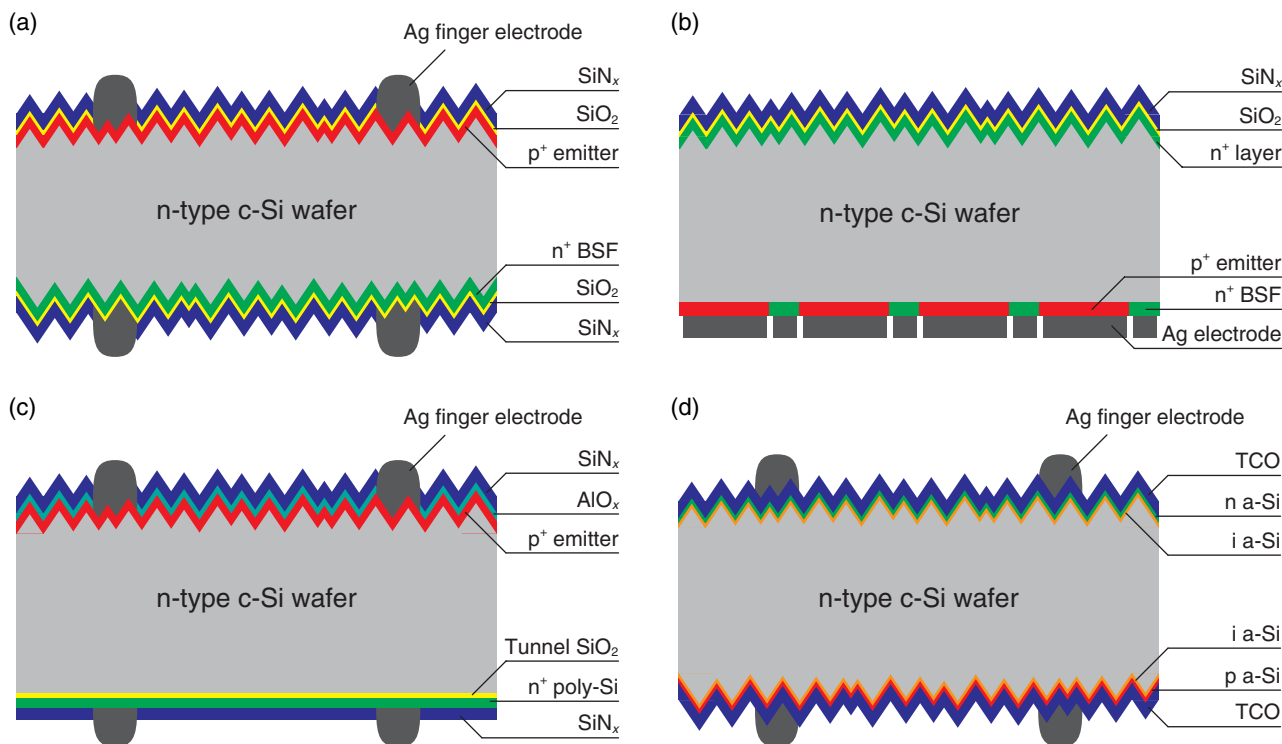 (a)
Ag finger electrode
SiNₓ
SiO₂
p⁺ emitter
n-type c-Si wafer
n⁺ BSF
SiO₂
SiNₓ
(b)
SiNₓ
SiO₂
n⁺ layer
n-type c-Si wafer
p⁺ emitter
n⁺ BSF
Ag electrode
(c)
Ag finger electrode
SiNₓ
AlOₓ
p⁺ emitter
n-type c-Si wafer
Tunnel SiO₂
n⁺ poly-Si
SiNₓ
(d)
Ag finger electrode
TCO
n a-Si
i a-Si
n-type c-Si wafer
i a-Si
p a-Si
TCO